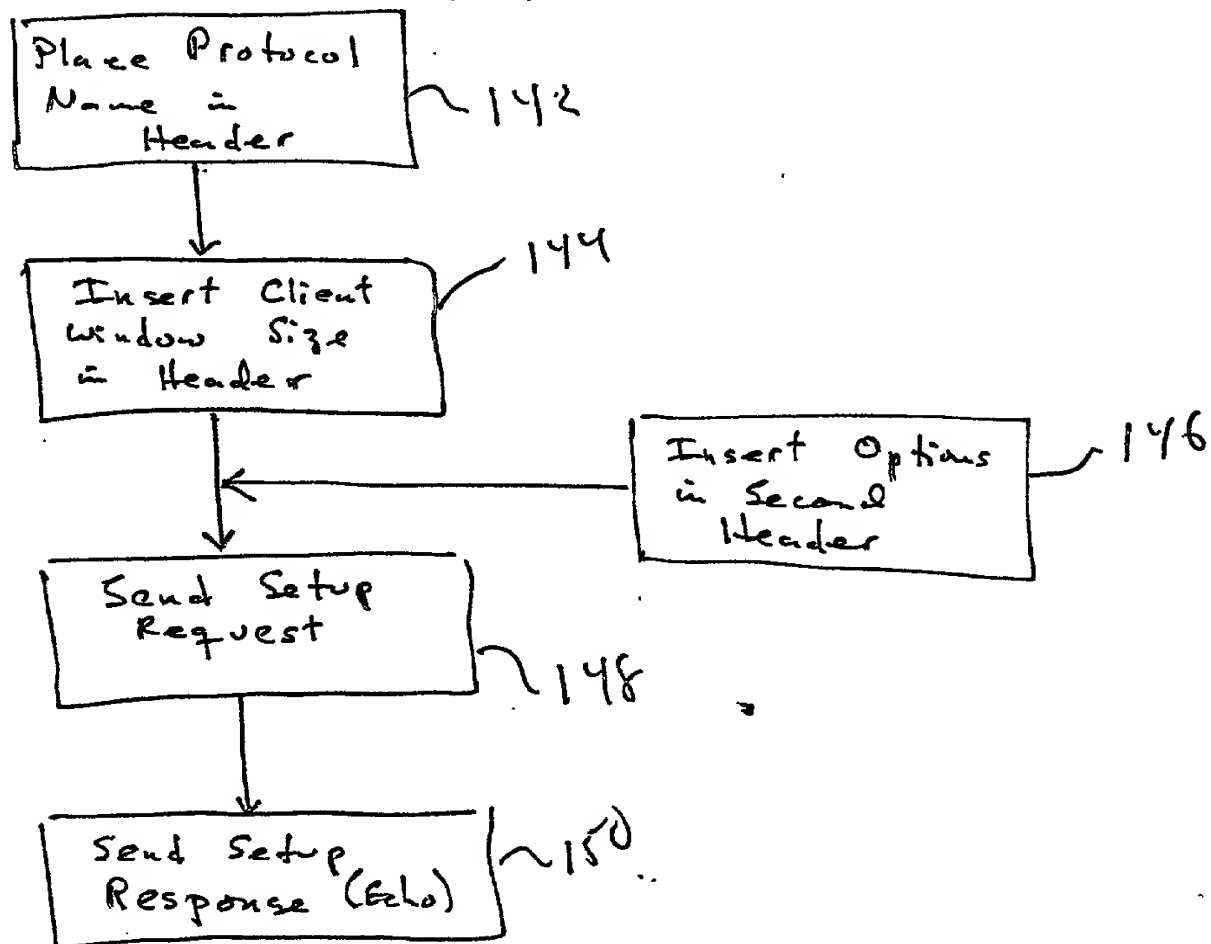 Place Protocol
Name in
Header
142
Insert Client
Window Size
in Header
144
Insert Options
in Second
Header
146
Send Setup
Request
148
Send Setup
Response (Echo)
150